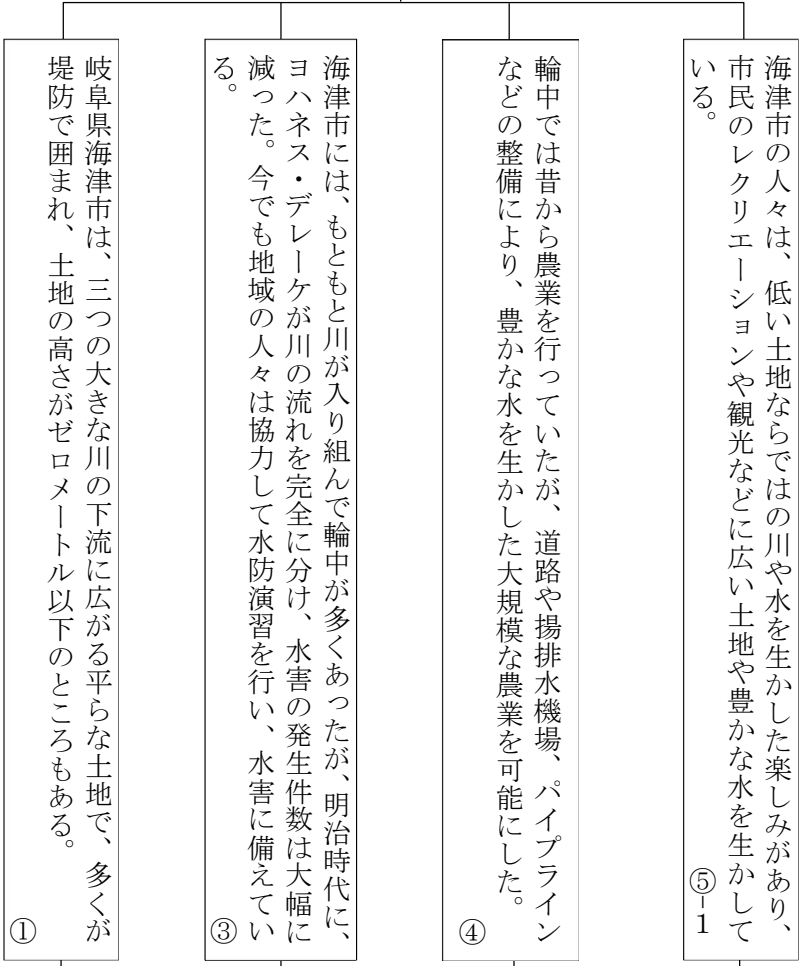 海津市の人々は、低い土地ならではの川や水を生かした楽しみがあり、
市民のレクリエーションや観光などに広い土地や豊かな水を生かして
いる。
⑤-1
輪中では昔から農業を行っていたが、道路や揚排水機場、パイプライン
などの整備により、豊かな水を生かした大規模な農業を可能にした。
④
海津市には、もともと川が入り組んで輪中が多くあったが、明治時代に、
ヨハネス・デレーケが川の流れを完全に分け、水害の発生件数は大幅に
減った。今でも地域の人々は協力して水防演習を行い、水害に備えてい
る。
③
岐阜県海津市は、三つの大きな川の下流に広がる平らな土地で、多くが
堤防で囲まれ、土地の高さがゼロメートル以下のところもある。
①